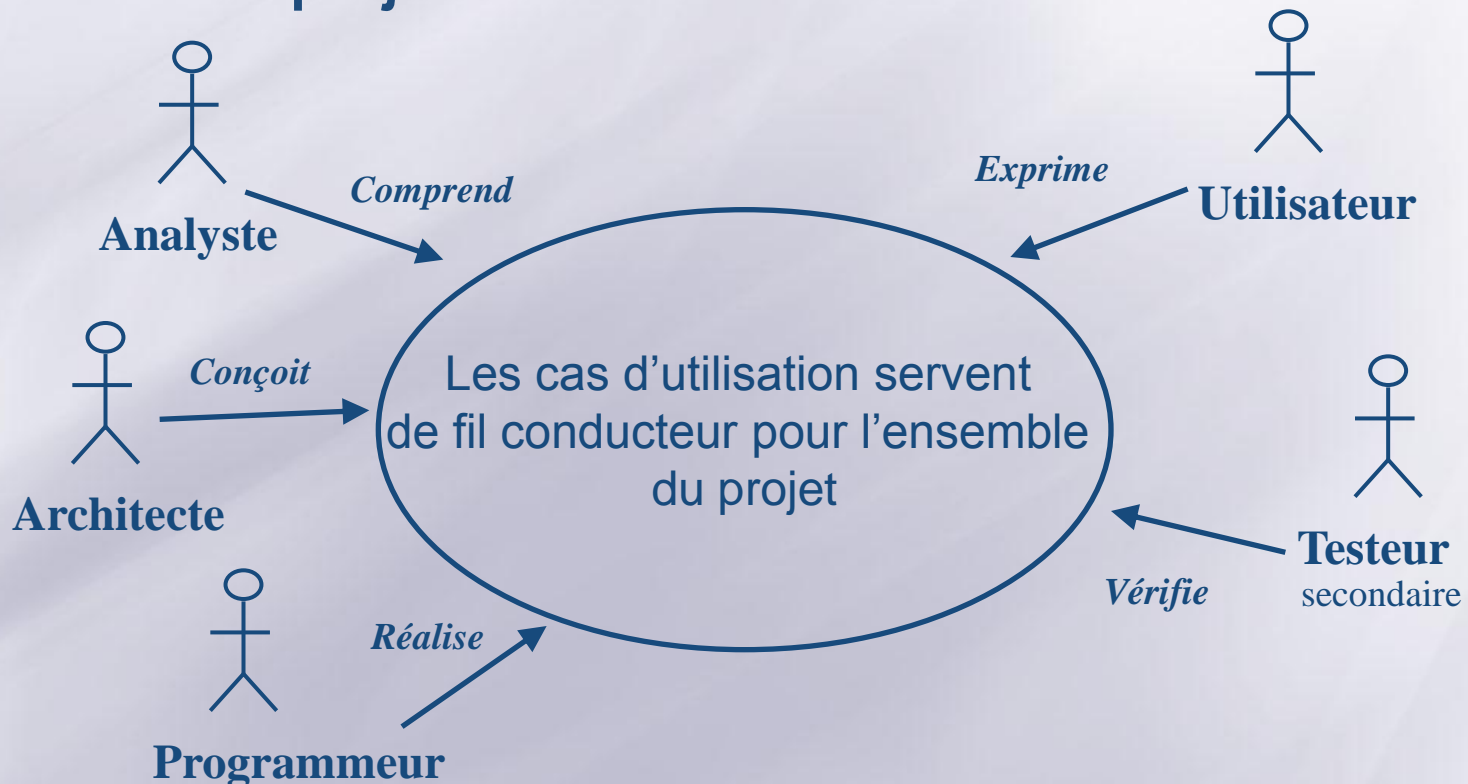 Comprend
Exprime
Analyste
Utilisateur
Conçoit
Les cas d’utilisation servent
de fil conducteur pour l’ensemble
du projet
Architecte
Testeur
secondaire
Vérifie
Réalise
Programmeur